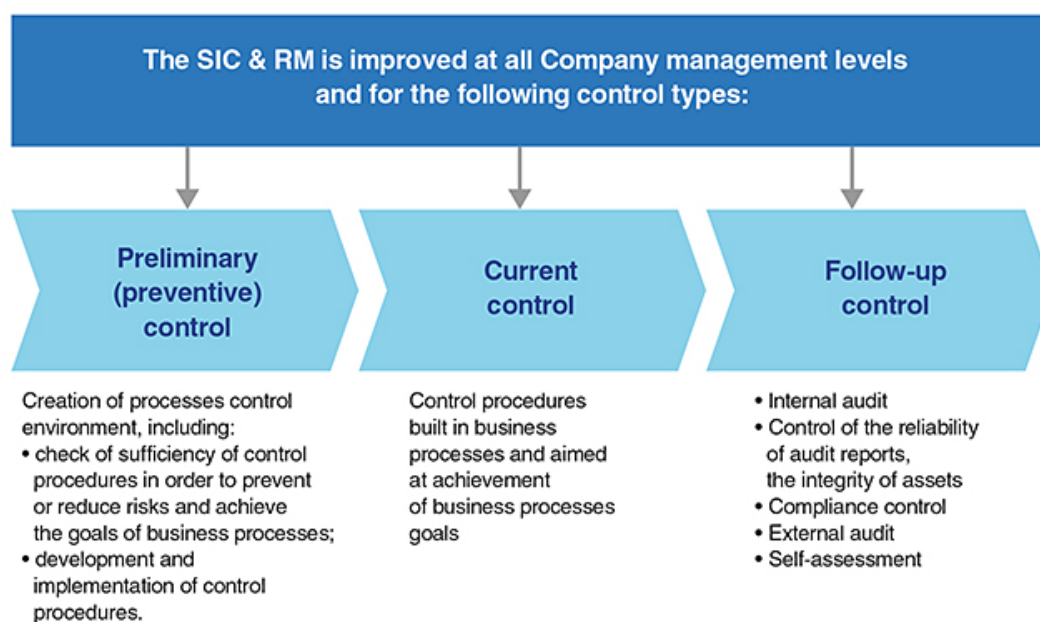 The SIC & RM is improved at all Company management levels
and for the following control types:
Preliminary
(preventive)
control
Current
control
Follow-up
control
Creation of processes control
environment, including:
• check of sufficiency of control
procedures in order to prevent
or reduce risks and achieve
the goals of business processes;
• development and
implementation of control
procedures.
Control procedures
built in business
processes and aimed
at achievement
of business processes
goals
• Internal audit
• Control of the reliability
of audit reports,
the integrity of assets
• Compliance control
• External audit
• Self-assessment